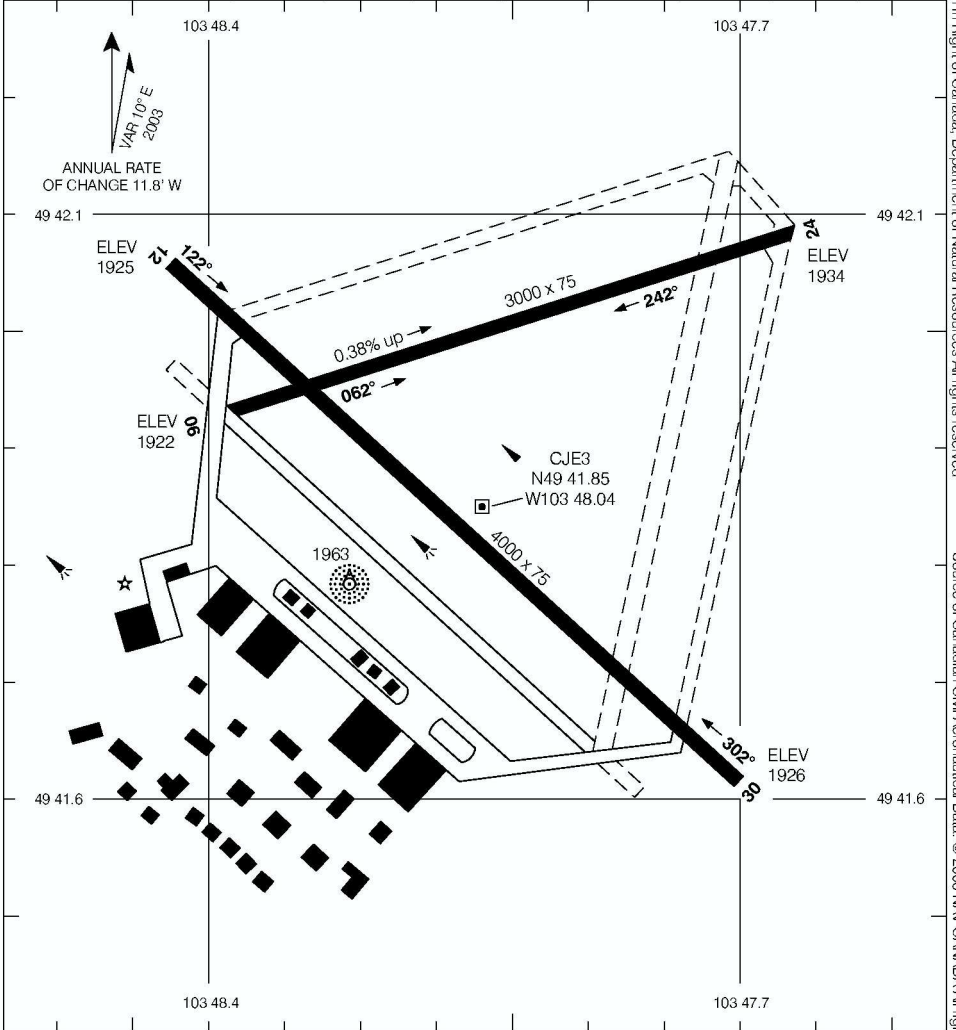 103 48.4
103 47.7
VAR 10° E
2003
ANNUAL RATE
OF CHANGE 11.8' W
49 42.1
49 42.1
ELEV
1925
12
122°
24
ELEV
1934
3000 x 75
242°
0.38% up
062°
ELEV
1922
06
CJE3
N49 41.85
W103 48.04
4000 x 75
1963
302°
ELEV
1926
30
49 41.6
49 41.6
103 48.4
103 47.7